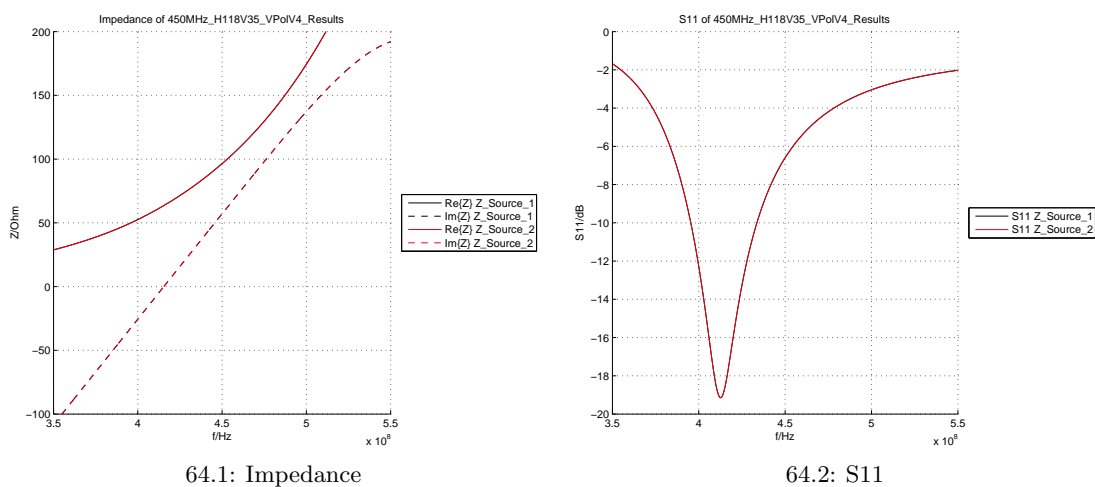 Impedance of 450MHz_H118V35_VPolV4_Results
200
150
100
50
0
−50
−100
Z/Ohm
3.5
4
4.5
5
5.5
f/Hz
x 10^8
Re{Z} Z_Source_1
Im{Z} Z_Source_1
Re{Z} Z_Source_2
Im{Z} Z_Source_2
64.1: Impedance
S11 of 450MHz_H118V35_VPolV4_Results
0
−2
−4
−6
−8
−10
−12
−14
−16
−18
−20
S11/dB
3.5
4
4.5
5
5.5
f/Hz
x 10^8
S11 Z_Source_1
S11 Z_Source_2
64.2: S11